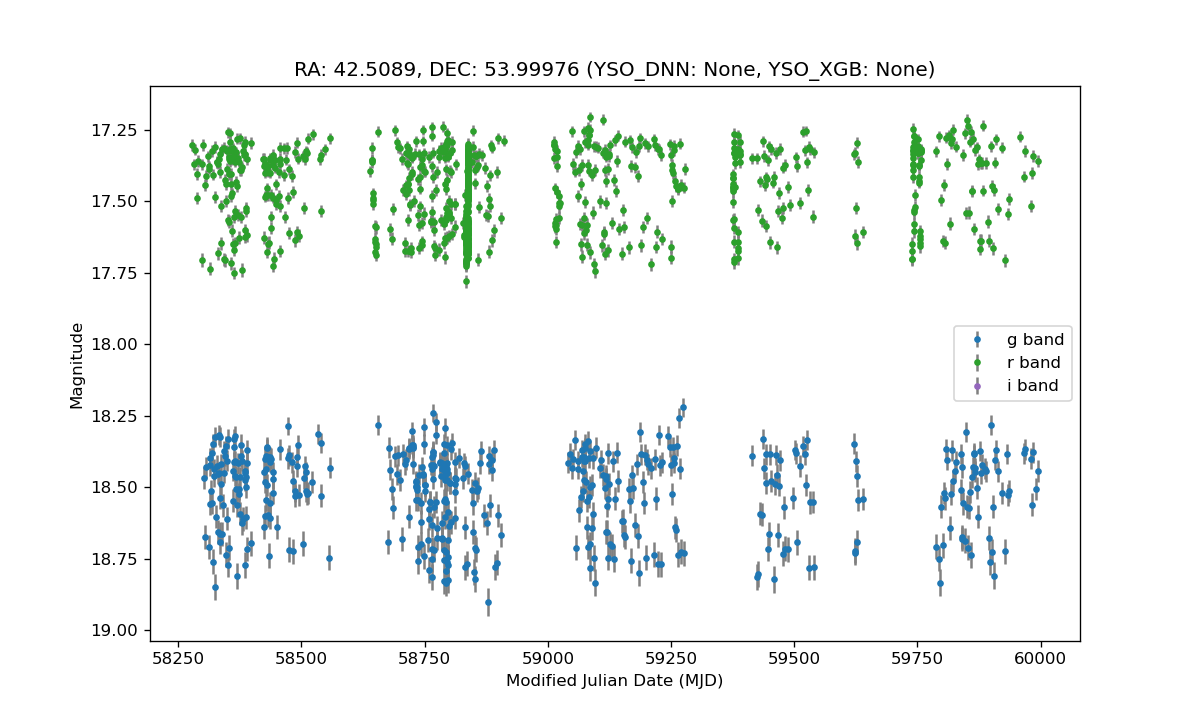 RA: 42.5089, DEC: 53.99976 (YSO_DNN: None, YSO_XGB: None)
17.25
17.50
17.75
18.00
18.25
18.50
18.75
19.00
Magnitude
g band
r band
i band
58250
58500
58750
59000
59250
59500
59750
60000
Modified Julian Date (MJD)